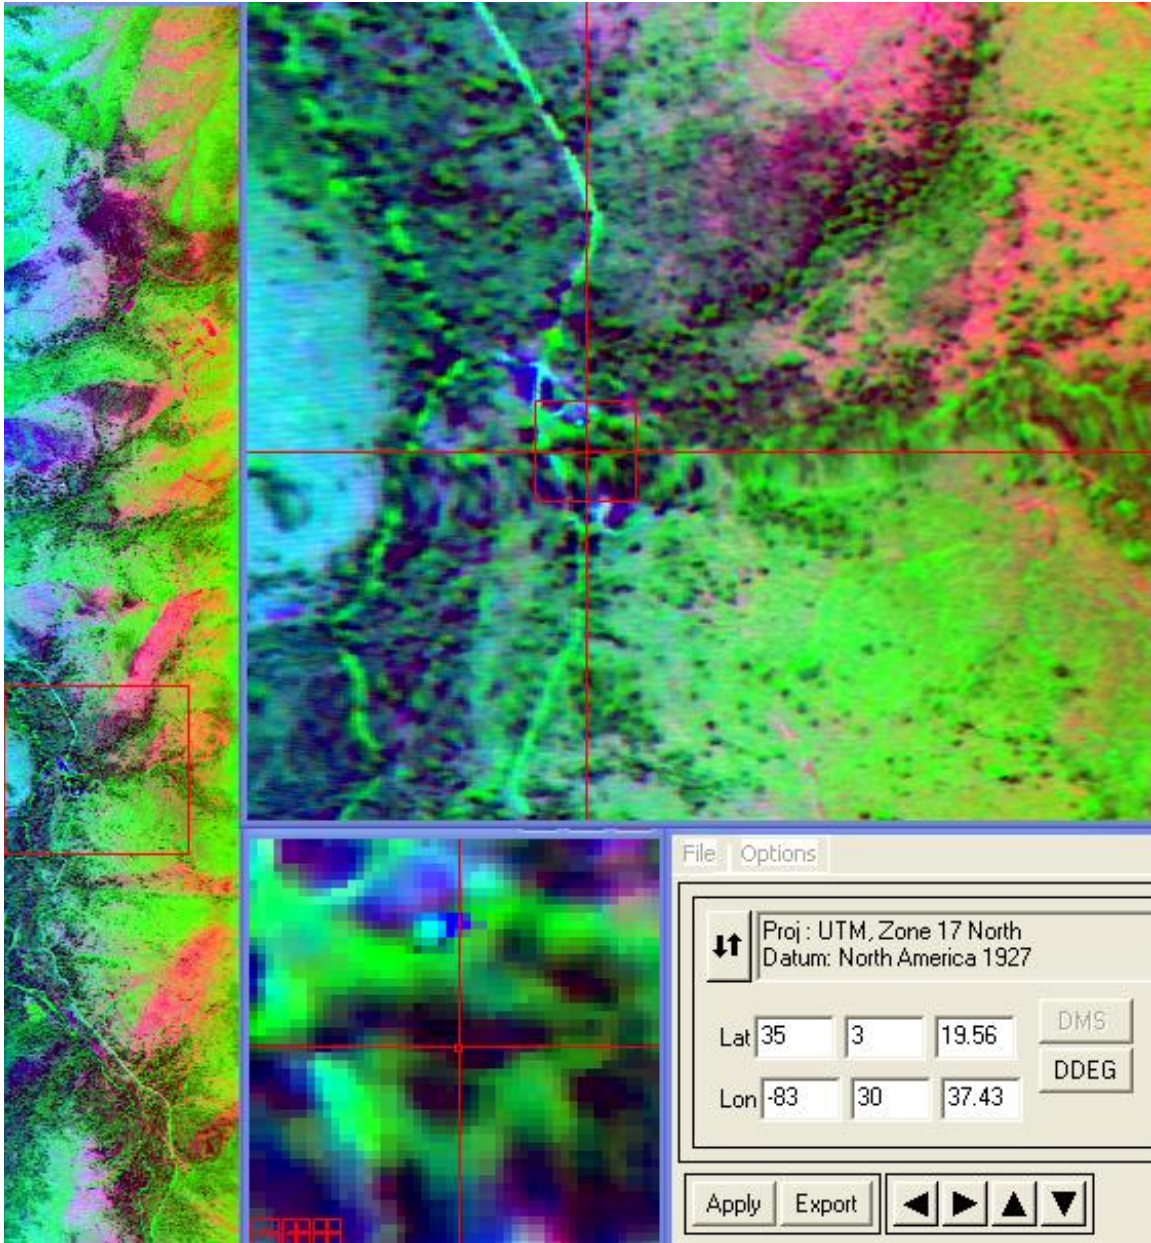 File Options
Proj : UTM, Zone 17 North
Datum: North America 1927
Lat 35 3 19.56 DMS
DDEG
Lon -83 30 37.43
Apply Export